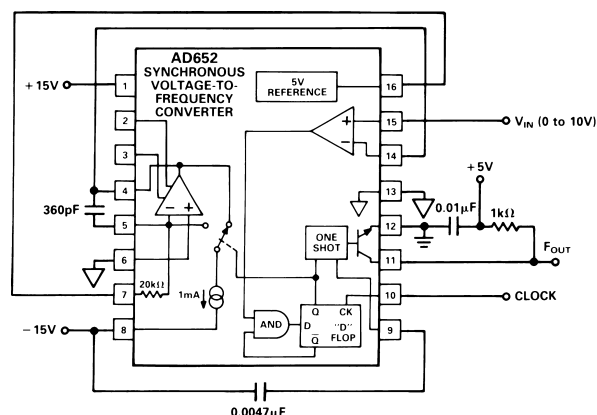 AD652
SYNCHRONOUS
VOLTAGE-TO-
FREQUENCY
CONVERTER
5V
REFERENCE
+15V
1
2
3
4
360pF
5
6
7
20kΩ
1mA
−15V
8
16
15
VIN (0 to 10V)
14
+5V
13
0.01μF
1kΩ
12
ONE
SHOT
FOUT
11
10
CLOCK
Q
CK
AND
D
"D"
FLOP
Q̅
9
+
−
−
+
0.0047μF